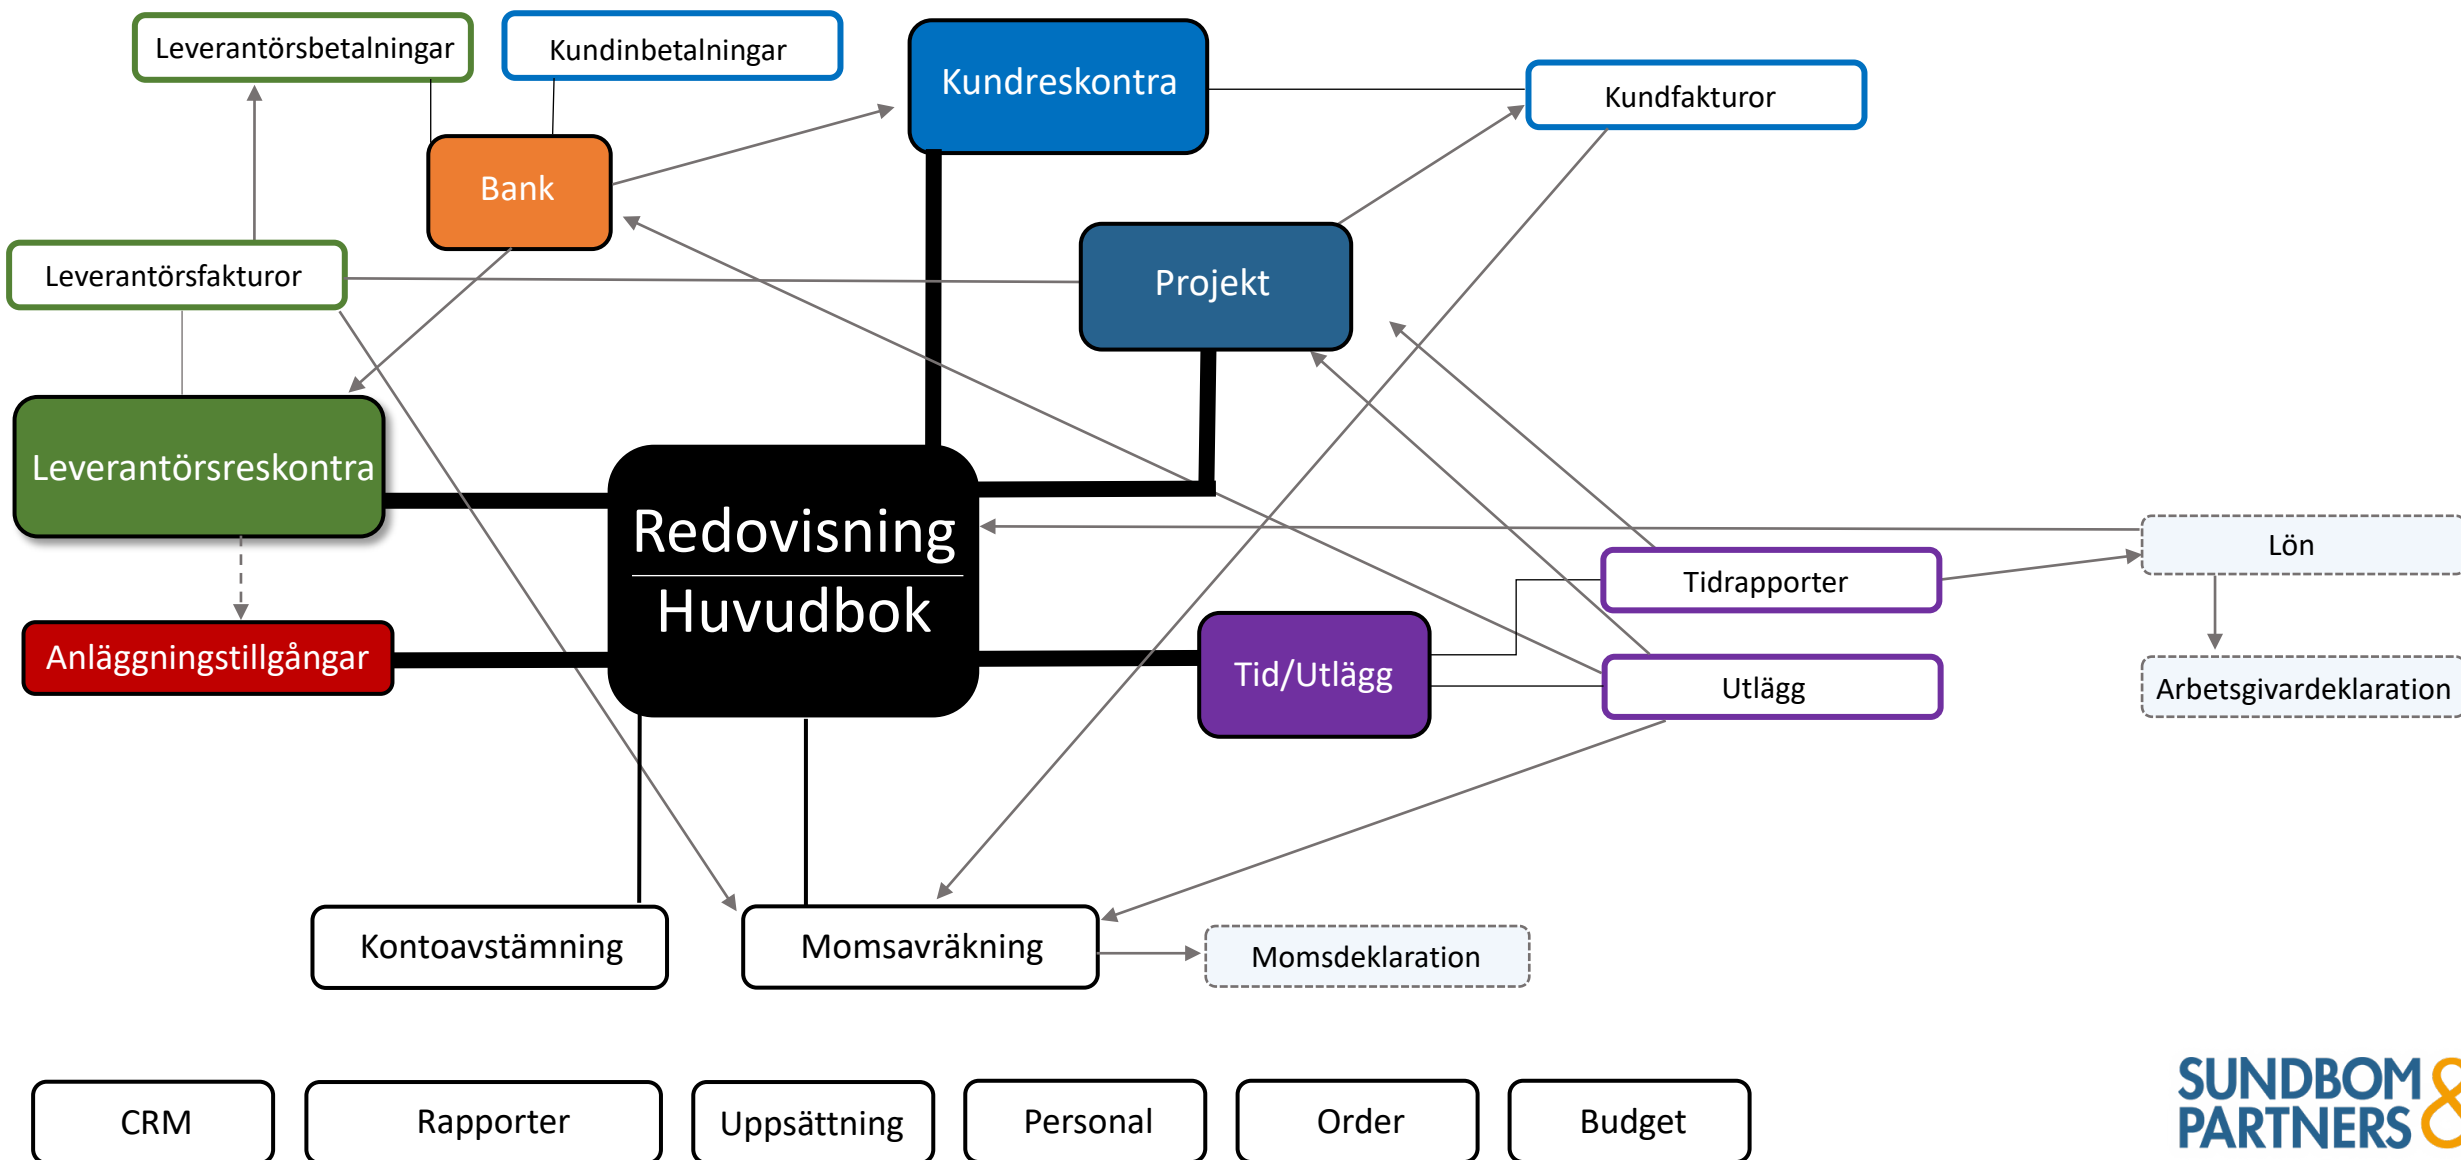 Leverantörsbetalningar
Kundinbetalningar
Kundreskontra
Kundfakturor
Bank
Leverantörsfakturor
Projekt
Leverantörsreskontra
Redovisning
Huvudbok
Lön
Tidrapporter
Anläggningstillgångar
Tid/Utlägg
Utlägg
Arbetsgivardeklaration
Kontoavstämning
Momsavräkning
Momsdeklaration
CRM
Rapporter
Uppsättning
Personal
Order
Budget
SUNDBOM &
PARTNERS